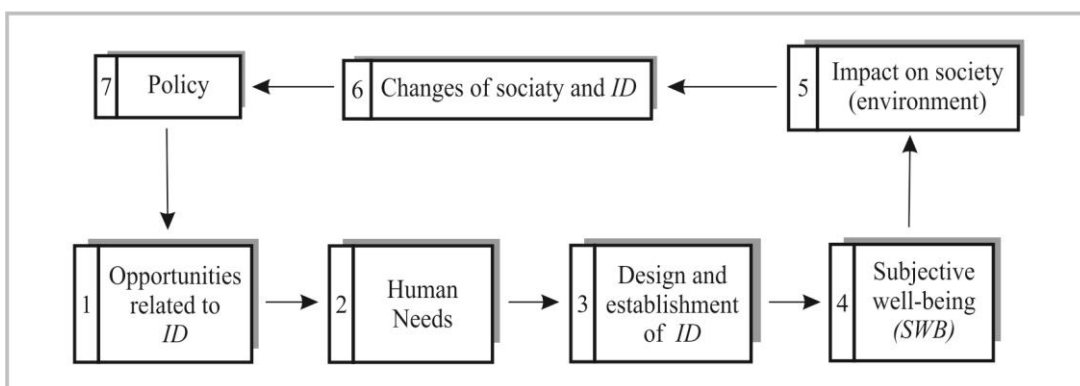 7 Policy
6 Changes of sociaty and ID
5 Impact on society
(environment)
1 Opportunities
related to
ID
2 Human
Needs
3 Design and
establishment
of ID
4 Subjective
well-being
(SWB)